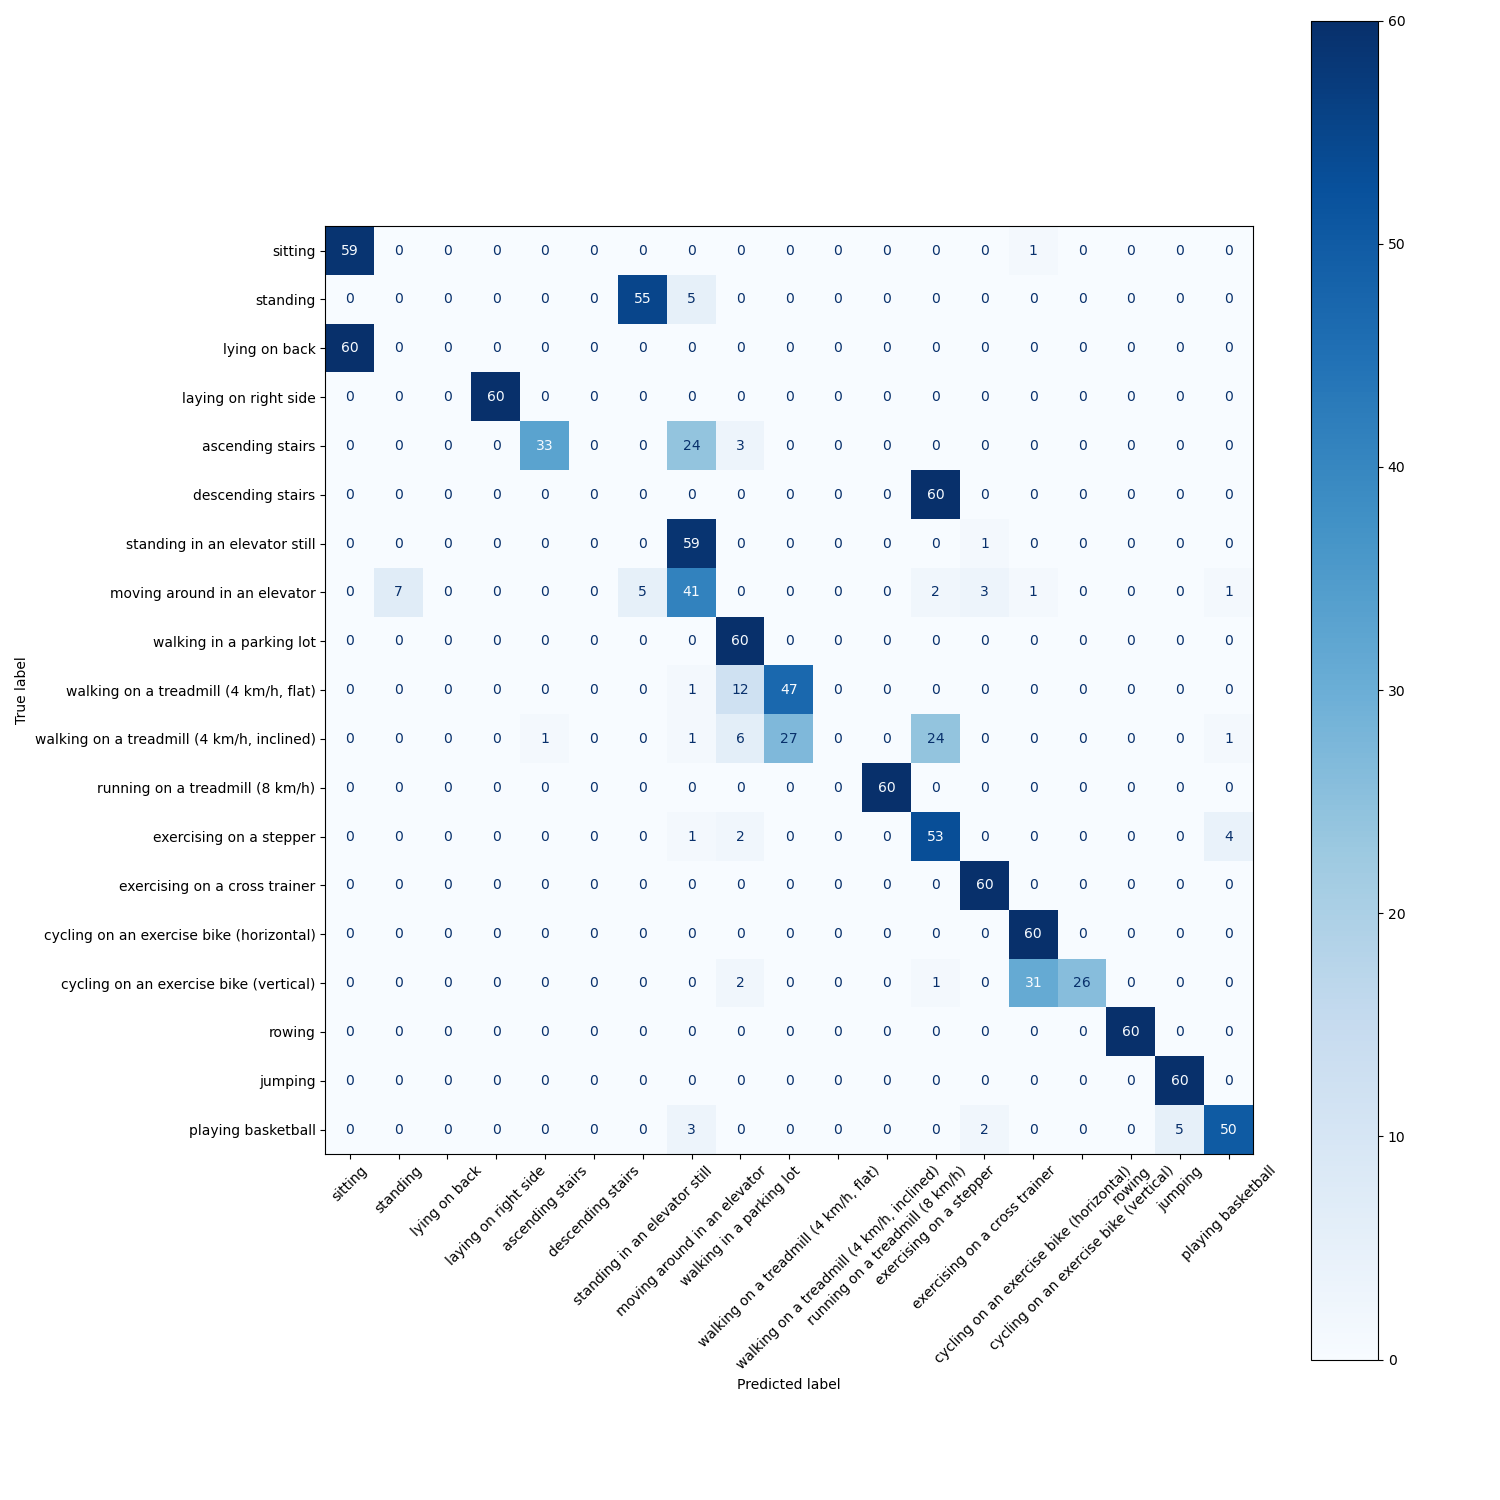 60
50
40
30
20
10
0
True label
sitting 59 0 0 0 0 0 0 0 0 0 0 0 0 0 1 0 0 0 0
standing 0 0 0 0 0 0 55 5 0 0 0 0 0 0 0 0 0 0 0
lying on back 60 0 0 0 0 0 0 0 0 0 0 0 0 0 0 0 0 0 0
laying on right side 0 0 0 60 0 0 0 0 0 0 0 0 0 0 0 0 0 0 0
ascending stairs 0 0 0 0 33 0 0 24 3 0 0 0 0 0 0 0 0 0 0
descending stairs 0 0 0 0 0 0 0 0 0 0 0 0 60 0 0 0 0 0 0
standing in an elevator still 0 0 0 0 0 0 0 59 0 0 0 0 0 1 0 0 0 0 0
moving around in an elevator 0 7 0 0 0 0 5 41 0 0 0 0 2 3 1 0 0 0 1
walking in a parking lot 0 0 0 0 0 0 0 0 60 0 0 0 0 0 0 0 0 0 0
walking on a treadmill (4 km/h, flat) 0 0 0 0 0 0 0 1 12 47 0 0 0 0 0 0 0 0 0
walking on a treadmill (4 km/h, inclined) 0 0 0 0 1 0 0 1 6 27 0 0 24 0 0 0 0 0 1
running on a treadmill (8 km/h) 0 0 0 0 0 0 0 0 0 0 0 60 0 0 0 0 0 0 0
exercising on a stepper 0 0 0 0 0 0 0 1 2 0 0 0 53 0 0 0 0 0 4
exercising on a cross trainer 0 0 0 0 0 0 0 0 0 0 0 0 0 60 0 0 0 0 0
cycling on an exercise bike (horizontal) 0 0 0 0 0 0 0 0 0 0 0 0 0 0 60 0 0 0 0
cycling on an exercise bike (vertical) 0 0 0 0 0 0 0 0 2 0 0 0 1 0 31 26 0 0 0
rowing 0 0 0 0 0 0 0 0 0 0 0 0 0 0 0 0 60 0 0
jumping 0 0 0 0 0 0 0 0 0 0 0 0 0 0 0 0 0 60 0
playing basketball 0 0 0 0 0 0 0 3 0 0 0 0 0 2 0 0 0 5 50
sitting
standing
lying on back
laying on right side
ascending stairs
descending stairs
standing in an elevator still
moving around in an elevator
walking in a parking lot
walking on a treadmill (4 km/h, flat)
walking on a treadmill (4 km/h, inclined)
running on a treadmill (8 km/h)
exercising on a stepper
exercising on a cross trainer
cycling on an exercise bike (horizontal)
cycling on an exercise bike (vertical)
rowing
jumping
playing basketball
Predicted label